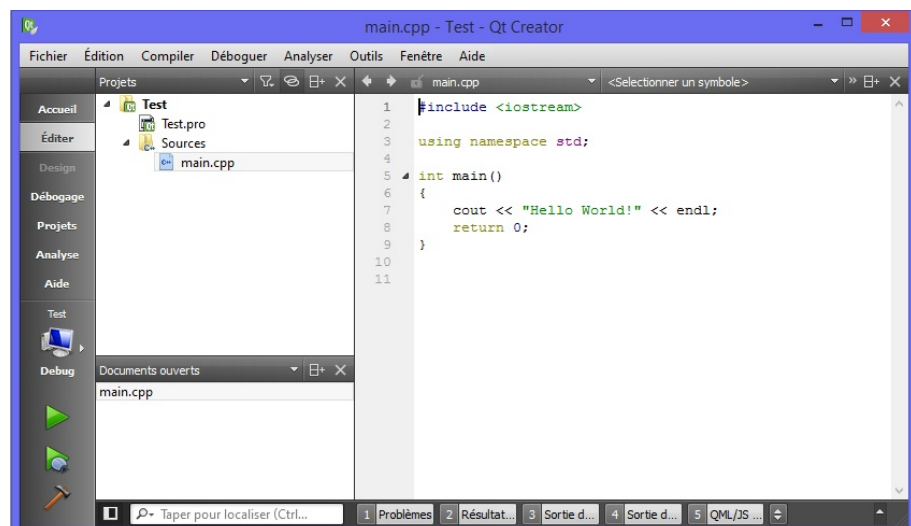 main.cpp - Test - Qt Creator
Fichier Édition Compiler Déboguer Analyser Outils Fenêtre Aide
Projets
main.cpp
<Selectionner un symbole>
Accueil
Éditer
Design
Débogage
Projets
Analyse
Aide
Test
Debug
Test
Test.pro
Sources
main.cpp
Documents ouverts
main.cpp
1 #include <iostream>
2
3 using namespace std;
4
5 int main()
6 {
7 cout << "Hello World!" << endl;
8 return 0;
9 }
10
11
Taper pour localiser (Ctrl...
1 Problèmes 2 Résultat... 3 Sortie d... 4 Sortie d... 5 QML/JS ...